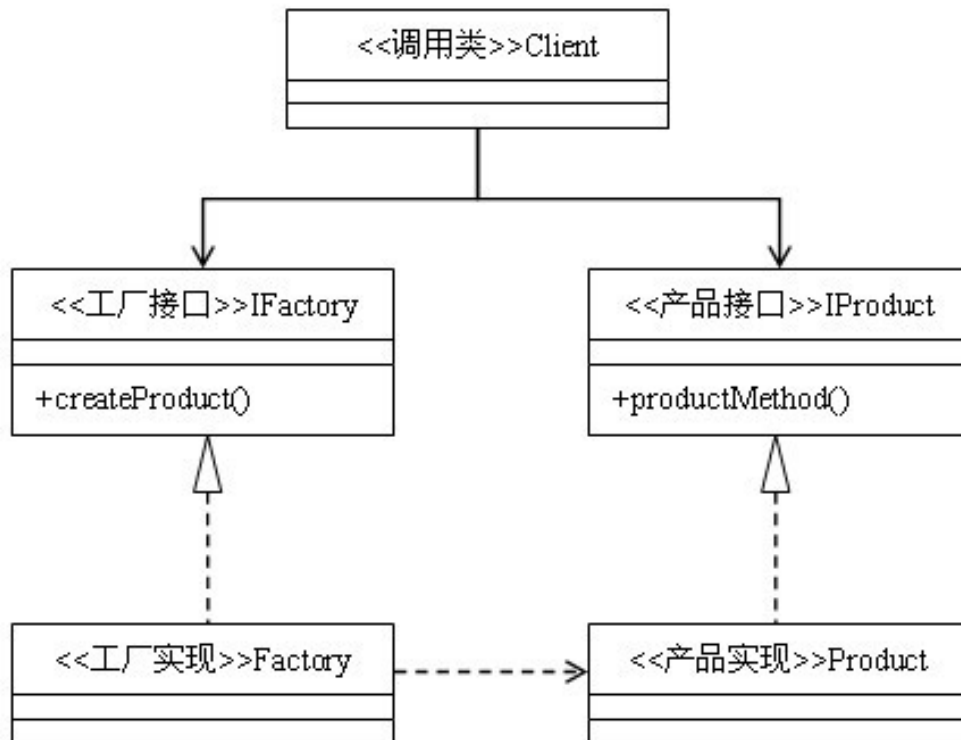 <<调用类>>Client
<<工厂接口>>IFactory
<<产品接口>>IProduct
+createProduct()
+productMethod()
<<工厂实现>>Factory
<<产品实现>>Product